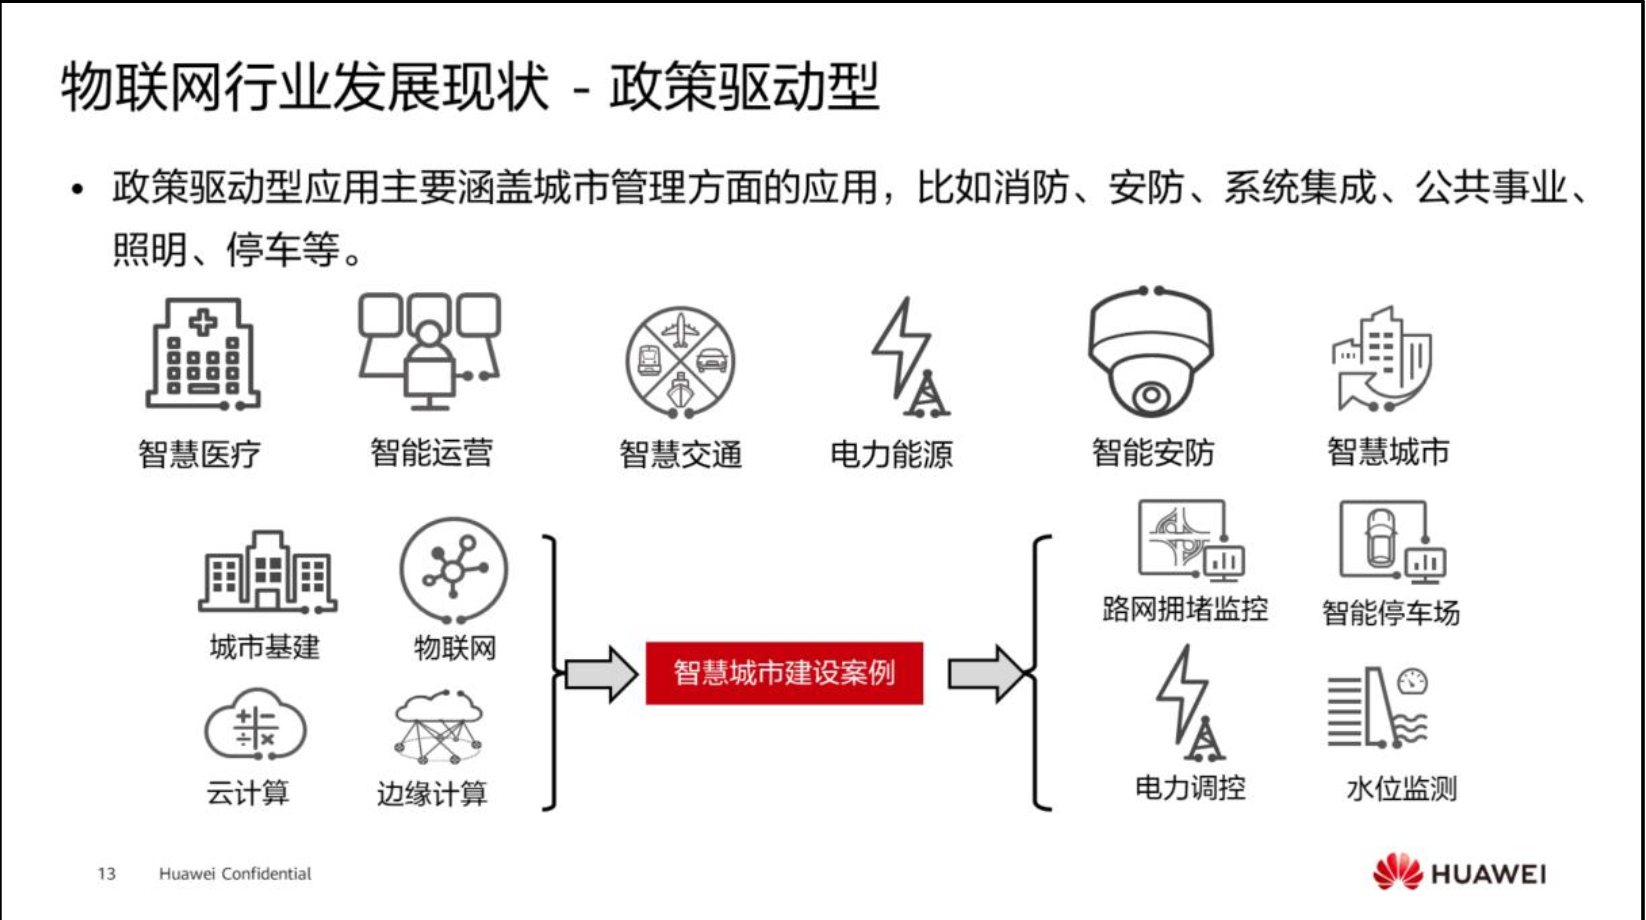 物联网行业发展现状 - 政策驱动型
• 政策驱动型应用主要涵盖城市管理方面的应用，比如消防、安防、系统集成、公共事业、
照明、停车等。
智慧医疗
智能运营
智慧交通
电力能源
智能安防
智慧城市
城市基建
物联网
云计算
边缘计算
智慧城市建设案例
路网拥堵监控
智能停车场
电力调控
水位监测
13 Huawei Confidential
HUAWEI